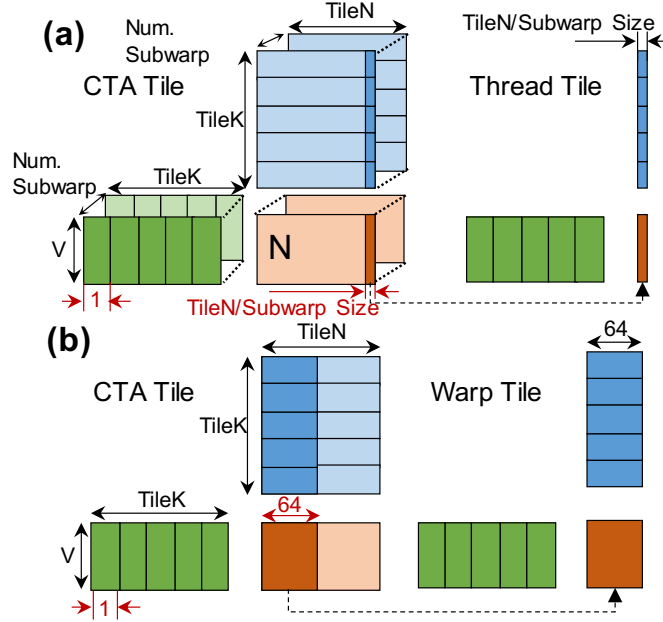 (a)
Num.
Subwarp
TileN
TileN/Subwarp Size
CTA Tile
Thread Tile
TileK
Num.
Subwarp
TileK
V
N
1
TileN/Subwarp Size
(b)
TileN
64
CTA Tile
Warp Tile
TileK
TileK
64
V
1